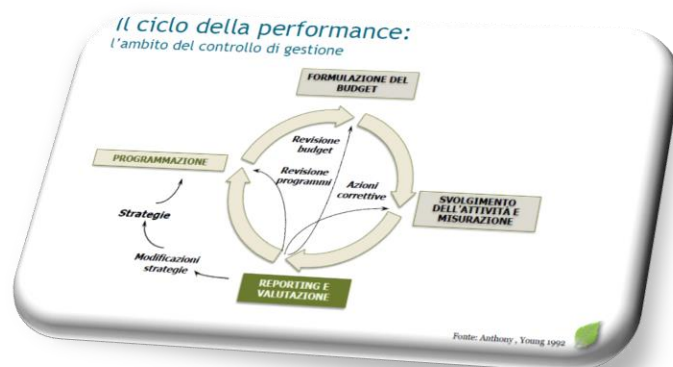 Il ciclo della performance:
l'ambito del controllo di gestione
FORMULAZIONE DEL
BUDGET
Revisione
budget
PROGRAMMAZIONE
Revisione
programmi
Azioni
correttive
SVOLGIMENTO
DELL'ATTIVITÀ E
MISURAZIONE
Strategie
Modificazioni
strategie
REPORTING E
VALUTAZIONE
Fonte: Anthony , Young 1992